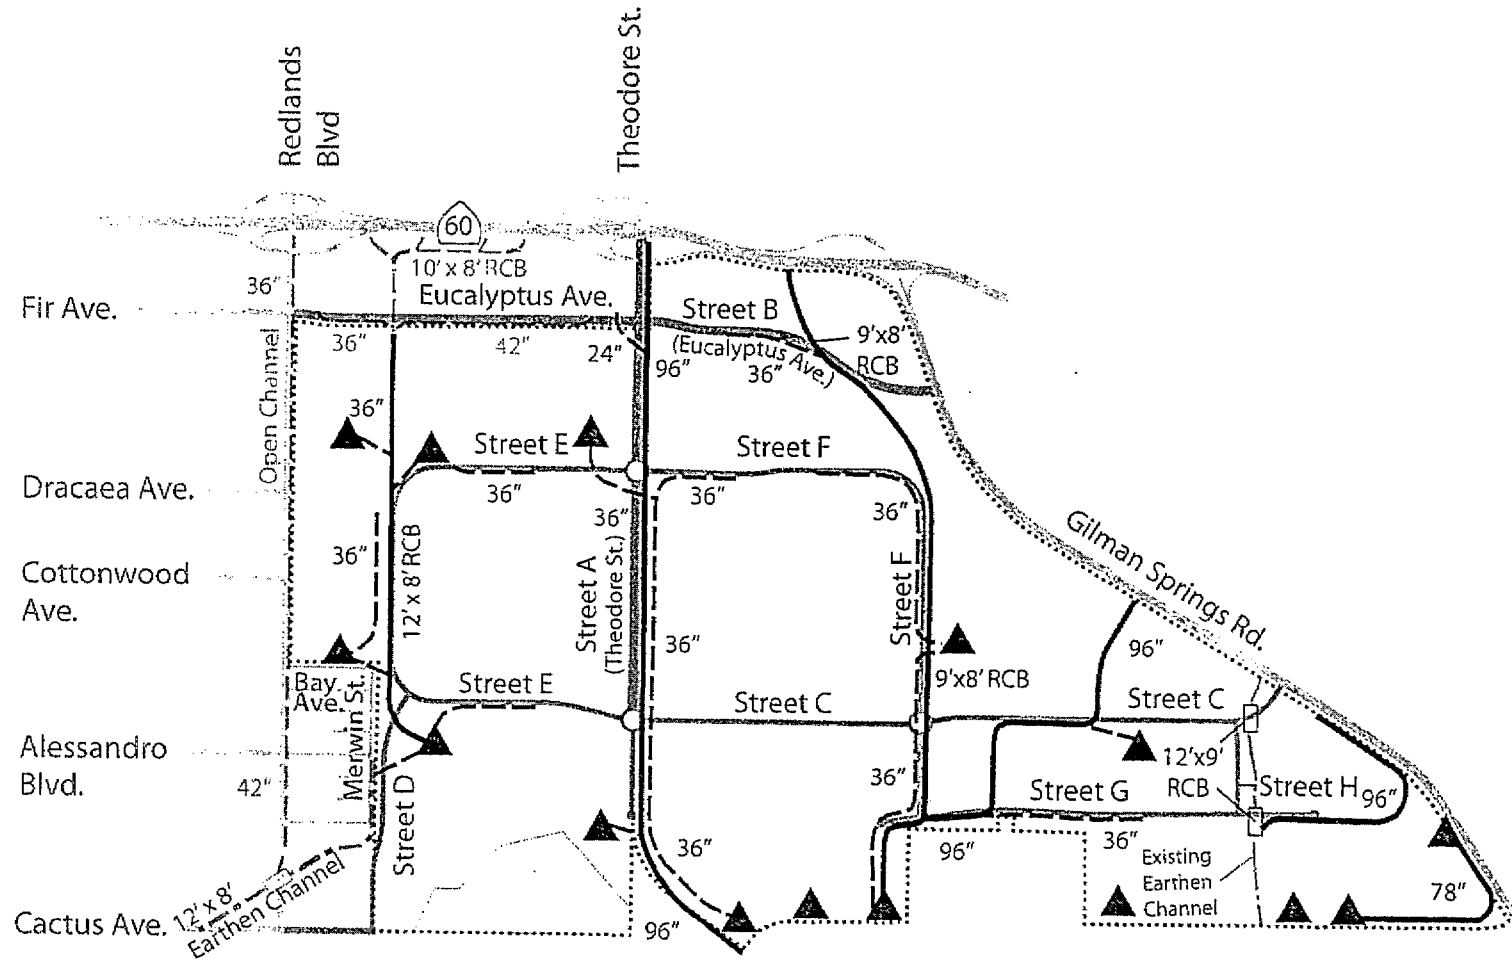 Redlands
Blvd
Theodore St.
60
10' x 8' RCB
36"
Fir Ave.
Eucalyptus Ave.
Street B
(Eucalyptus Ave.)
9'x8'
RCB
36"
42"
24"
96"
36"
Open Channel
36"
Street E
Street F
Dracaea Ave.
36"
36"
36"
36"
Gilman Springs Rd.
36"
12' x 8' RCB
Street A
(Theodore St.)
Street F
Cottonwood
Ave.
36"
96"
9'x8' RCB
Bay
Ave.
Merwin St.
Street E
Street C
Street C
Alessandro
Blvd.
42"
Street D
36"
12'x9'
RCB
Street G
Street H
96"
36"
96"
36"
Existing
Earthen
Channel
78"
Cactus Ave.
12' x 8'
Earthen Channel
96"